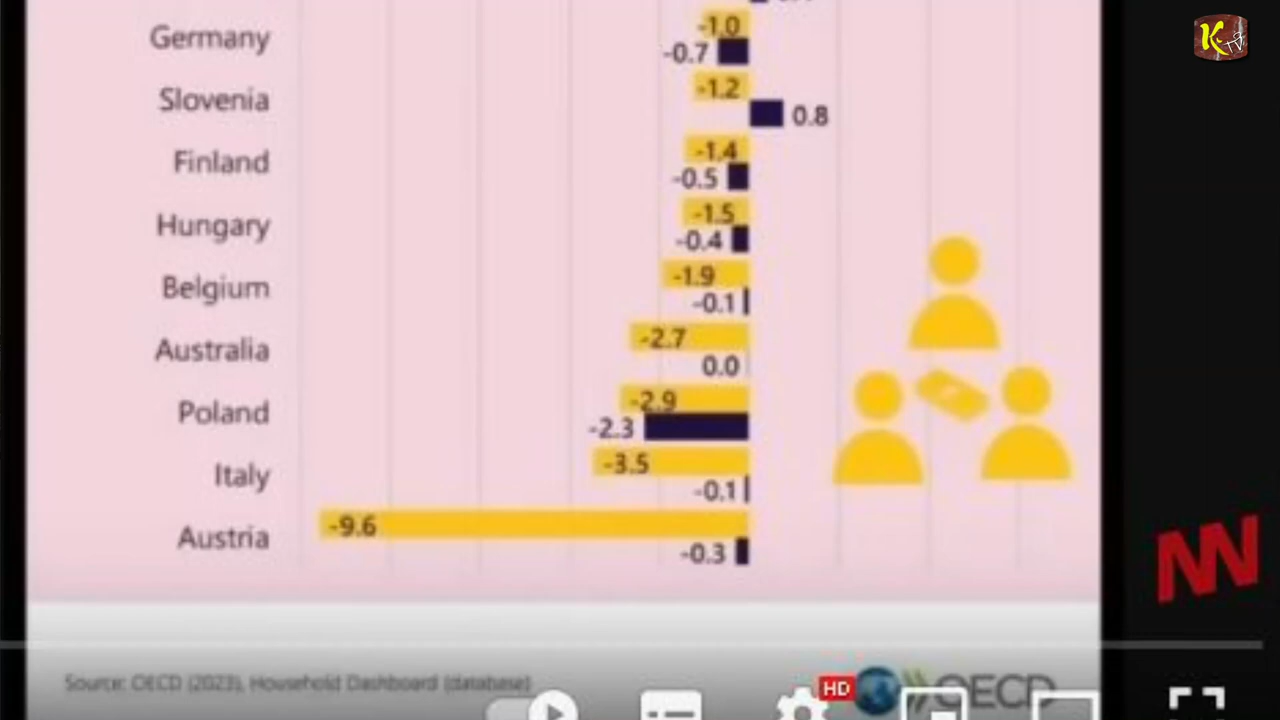 Germany -1.0
-0.7
Slovenia -1.2
0.8
Finland -1.4
-0.5
Hungary -1.5
-0.4
Belgium -1.9
-0.1
Australia -2.7
0.0
Poland -2.9
-2.3
Italy -3.5
-0.1
Austria -9.6
-0.3
Source: OECD (2023), Household Dashboard (database)
HD
OECD